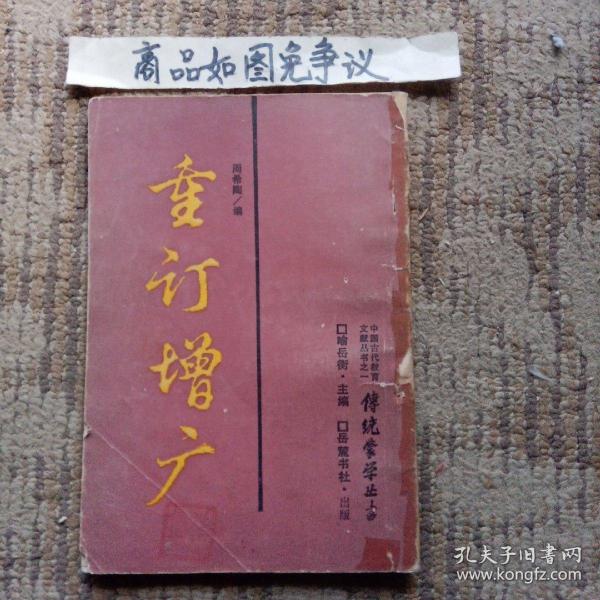 商品如图免争议
重订增广
周希陶/编
中国古代教育
文献丛书之一
傳统蒙学丛书
喻岳衡·主编 岳麓书社·出版
孔夫子旧书网
www.kongfz.com